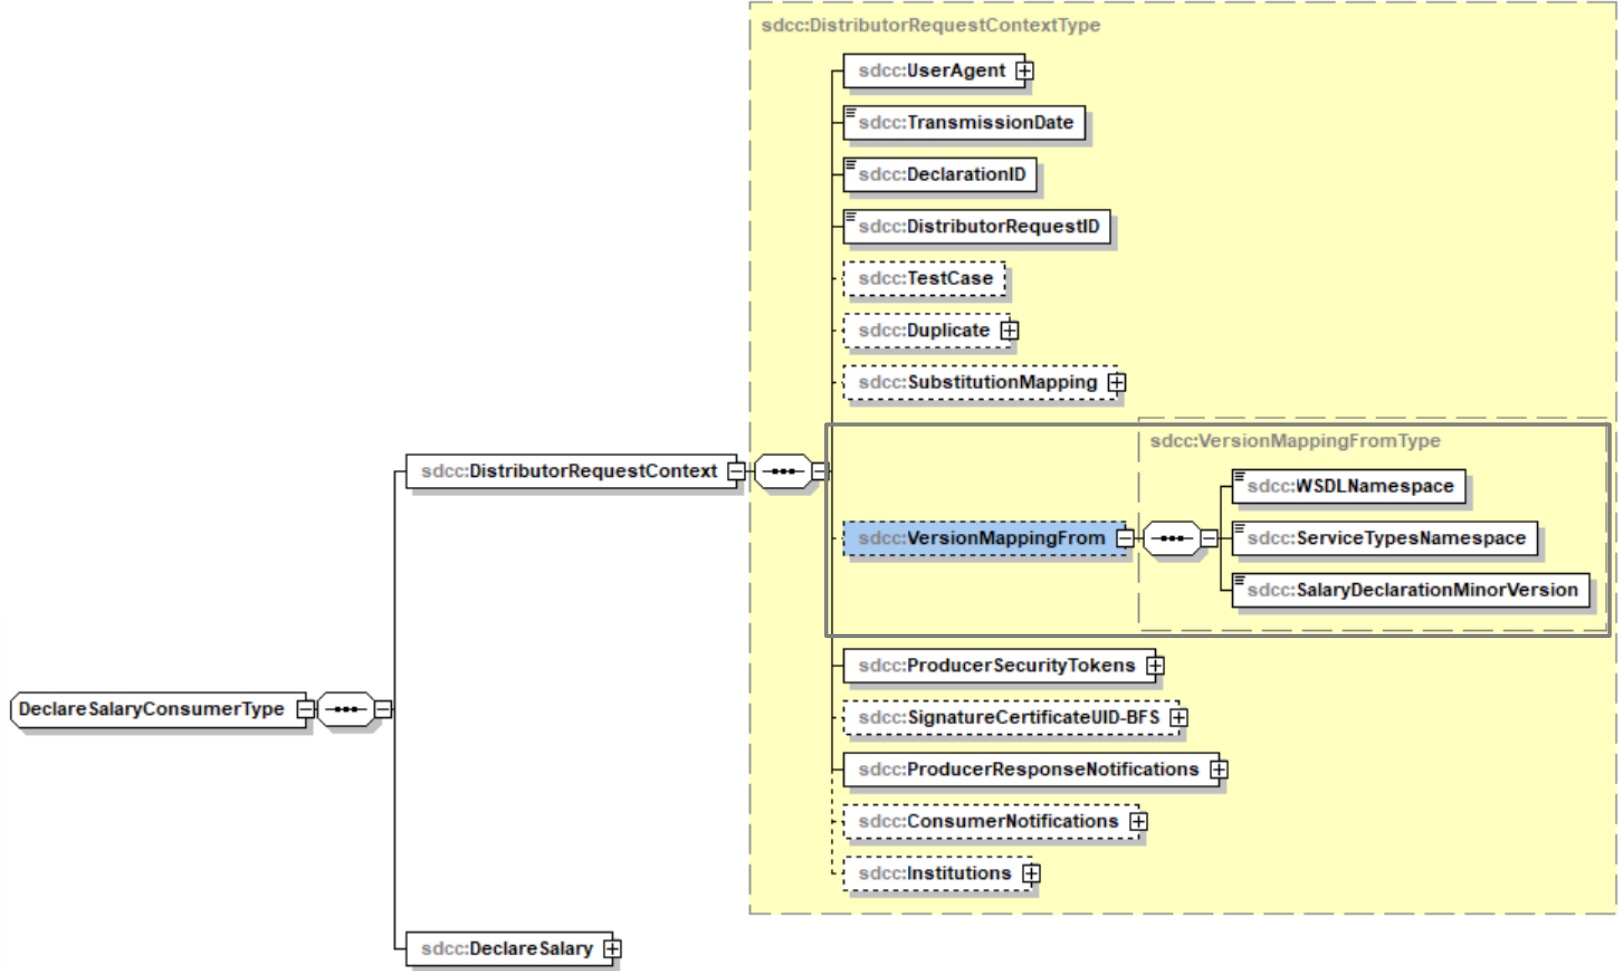 sdcc:DistributorRequestContextType
sdcc:UserAgent
sdcc:TransmissionDate
sdcc:DeclarationID
sdcc:DistributorRequestID
sdcc:TestCase
sdcc:Duplicate
sdcc:SubstitutionMapping
sdcc:VersionMappingFromType
sdcc:DistributorRequestContext
sdcc:WSDLNamespace
sdcc:VersionMappingFrom
sdcc:ServiceTypesNamespace
sdcc:SalaryDeclarationMinorVersion
sdcc:ProducerSecurityTokens
DeclareSalaryConsumerType
sdcc:SignatureCertificateUID-BFS
sdcc:ProducerResponseNotifications
sdcc:ConsumerNotifications
sdcc:Institutions
sdcc:DeclareSalary